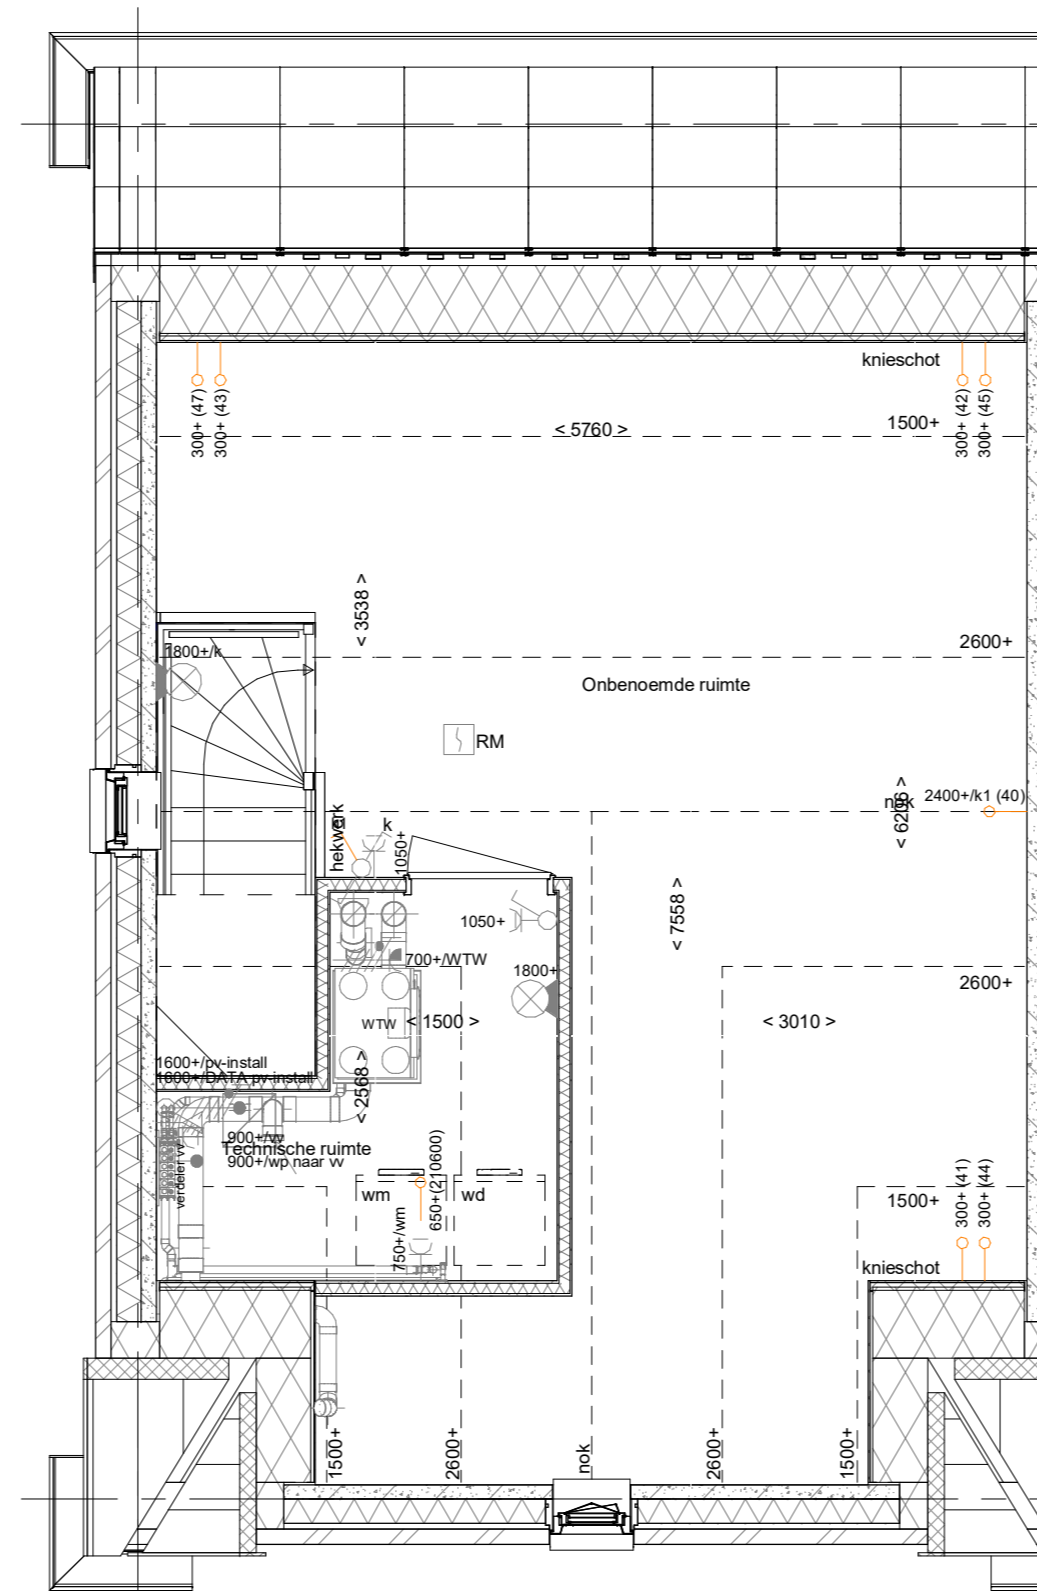 knieschot
300+ (47)
300+ (43)
300+ (42)
300+ (45)
1500+
< 5760 >
< 3538 >
2600+
1800+/k
Onbenoemde ruimte
RM
nok
2400+/k1 (40)
< 6206 >
hekwerk
k
1050+
< 7558 >
1050+
700+/WTW
1800+
2600+
WTW
< 1500 >
< 3010 >
1600+/pv-install
1600+/DATA pv-install
< 2568 >
900+/vv
Technische ruimte
900+/wp naar vv
verdeler vv
wm
650+(210600)
wd
750+/wm
1500+
300+ (41)
300+ (44)
knieschot
1500+
2600+
nok
2600+
1500+